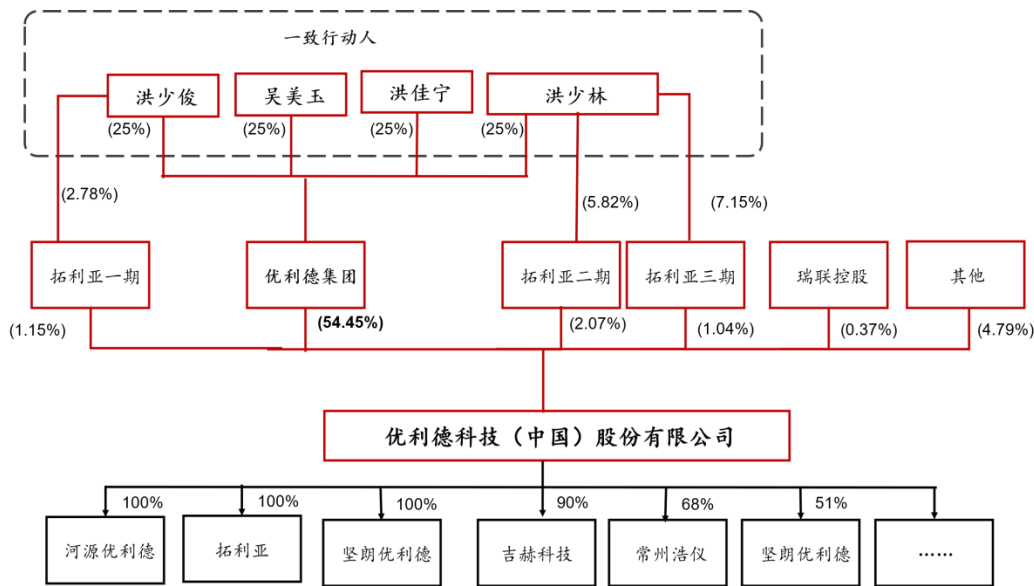 一致行动人
洪少俊
吴美玉
洪佳宁
洪少林
(25%)
(25%)
(25%)
(25%)
(2.78%)
(5.82%)
(7.15%)
拓利亚一期
优利德集团
拓利亚二期
拓利亚三期
瑞联控股
其他
(1.15%)
(54.45%)
(2.07%)
(1.04%)
(0.37%)
(4.79%)
优利德科技（中国）股份有限公司
100%
100%
100%
90%
68%
51%
河源优利德
拓利亚
坚朗优利德
吉赫科技
常州浩仪
坚朗优利德
……